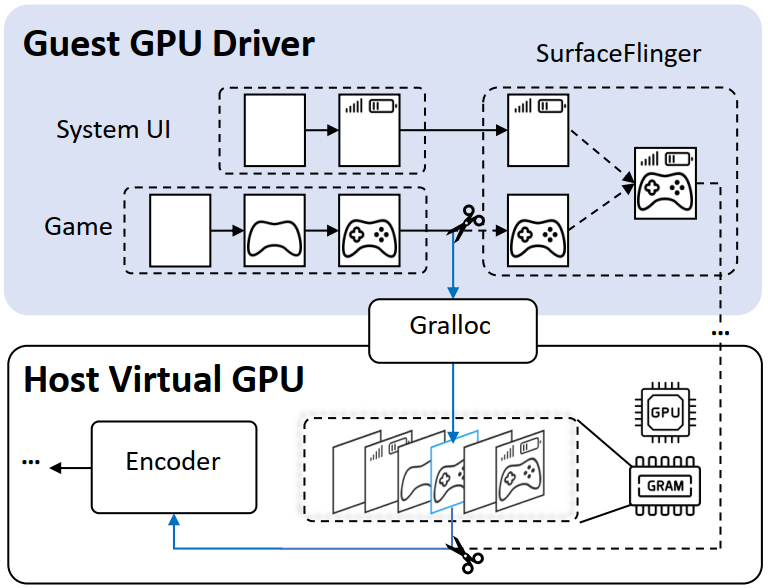 Guest GPU Driver
SurfaceFlinger
System UI
Game
Gralloc
...
Host Virtual GPU
GPU
Encoder
...
GRAM